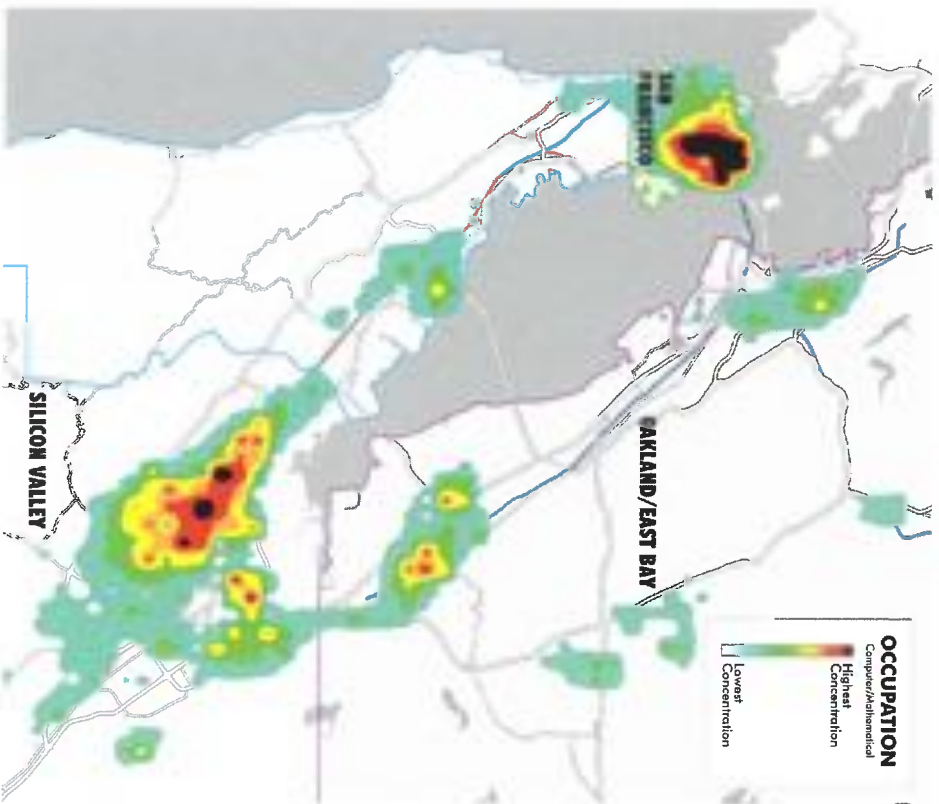 SAN
FRANCISCO
OAKLAND/EAST BAY
SILICON VALLEY
OCCUPATION
Computer/Mathematical
Highest
Concentration
Lowest
Concentration